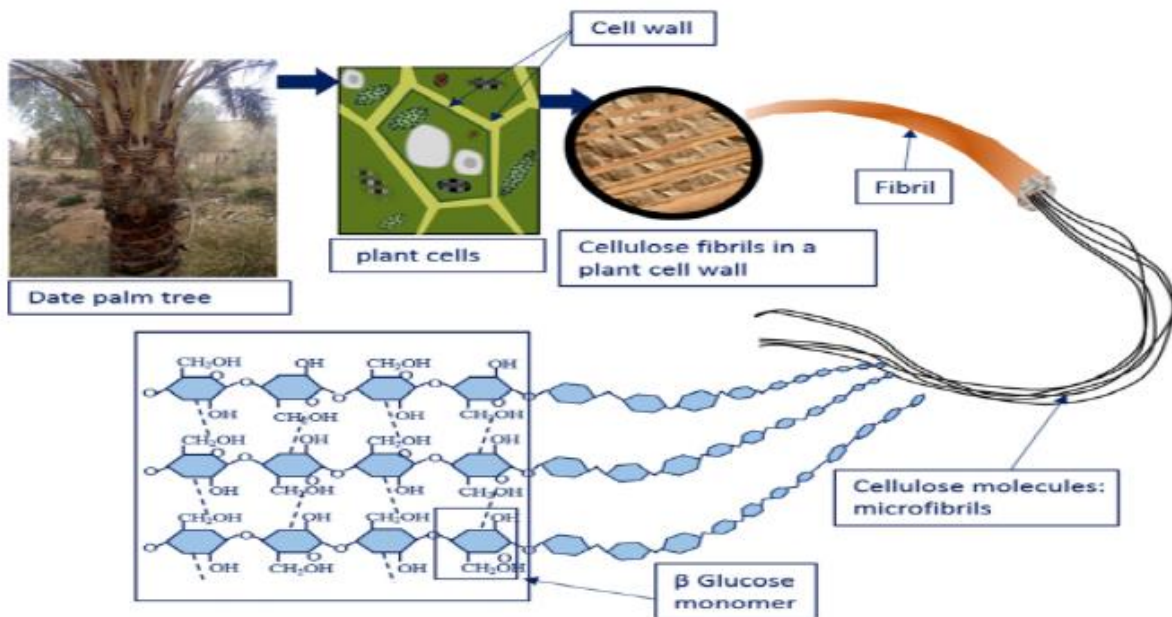 Cell wall
Fibril
plant cells
Cellulose fibrils in a
plant cell wall
Date palm tree
CH₂OH
OH
CH₂OH
OH
O
O
O
O
O
O
O
O
O
OH
CH₂OH
OH
CH₂OH
CH₂OH
OH
CH₂OH
OH
O
O
O
O
O
O
O
OH
CH₂OH
OH
CH₂OH
CH₂OH
OH
CH₂OH
OH
O
O
O
O
O
O
O
OH
CH₂OH
OH
CH₂OH
Cellulose molecules:
microfibrils
β Glucose
monomer